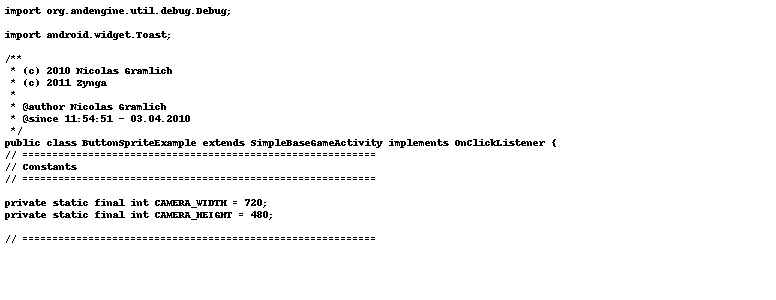 import org.andengine.util.debug.Debug;
import android.widget.Toast;
/**
* (c) 2010 Nicolas Gramlich
* (c) 2011 Zynga
*
* @author Nicolas Gramlich
* @since 11:54:51 - 03.04.2010
*/
public class ButtonSpriteExample extends SimpleBaseGameActivity implements OnClickListener {
// ===========================================================
// Constants
// ===========================================================
private static final int CAMERA_WIDTH = 720;
private static final int CAMERA_HEIGHT = 480;
// ===========================================================